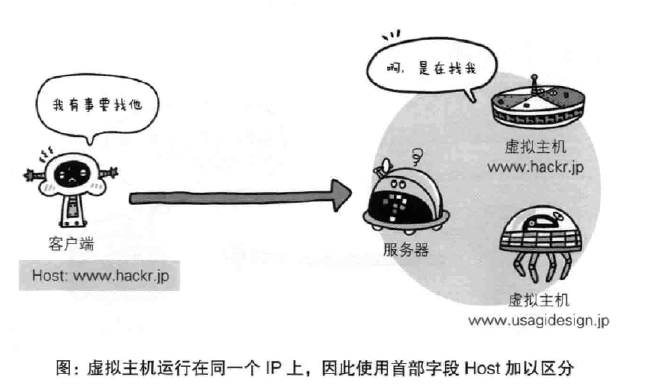 我有事要找他
啊，是在找我
虚拟主机
www.hackr.jp
客户端
Host: www.hackr.jp
服务器
虚拟主机
www.usagidesign.jp
图：虚拟主机运行在同一个 IP 上，因此使用首部字段 Host 加以区分